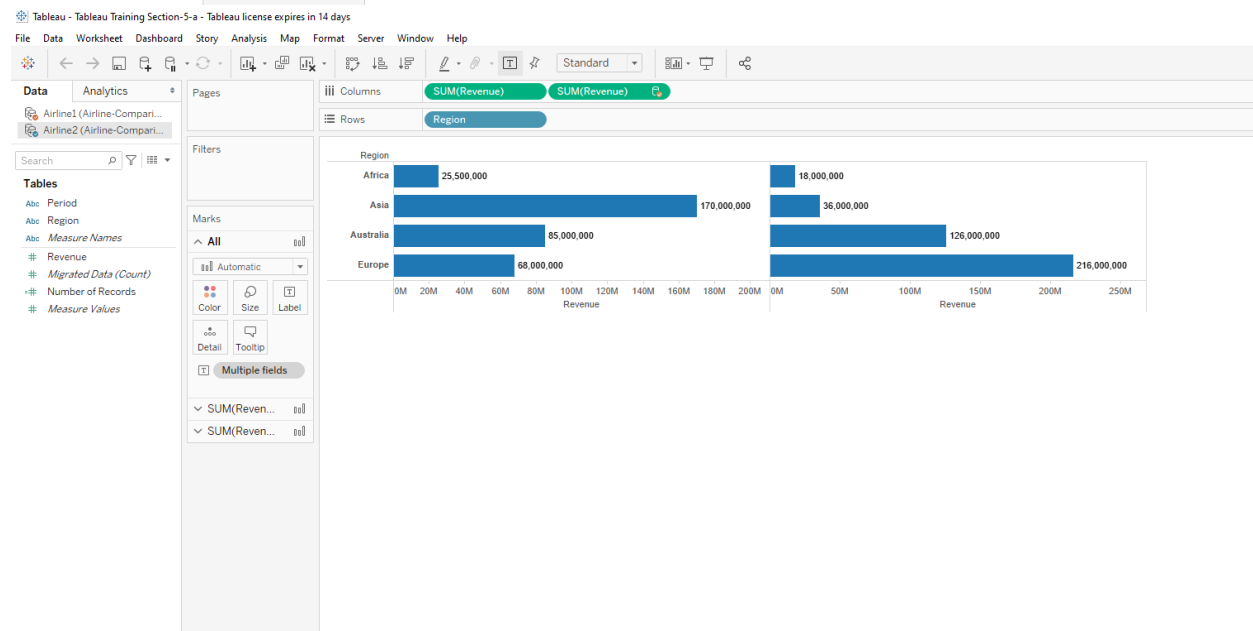 Tableau - Tableau Training Section-5-a - Tableau license expires in 14 days
File Data Worksheet Dashboard Story Analysis Map Format Server Window Help
Standard
Data Analytics
Airline1 (Airline-Compari...
Airline2 (Airline-Compari...
Search
Tables
Abc Period
Abc Region
Abc Measure Names
# Revenue
# Migrated Data (Count)
=# Number of Records
# Measure Values
Pages
Filters
Marks
All
Automatic
Color Size Label
Detail Tooltip
T Multiple fields
SUM(Reven...
SUM(Reven...
Columns SUM(Revenue) SUM(Revenue)
Rows Region
Region
Africa 25,500,000 18,000,000
Asia 170,000,000 36,000,000
Australia 85,000,000 126,000,000
Europe 68,000,000 216,000,000
0M 20M 40M 60M 80M 100M 120M 140M 160M 180M 200M 0M 50M 100M 150M 200M 250M
Revenue Revenue